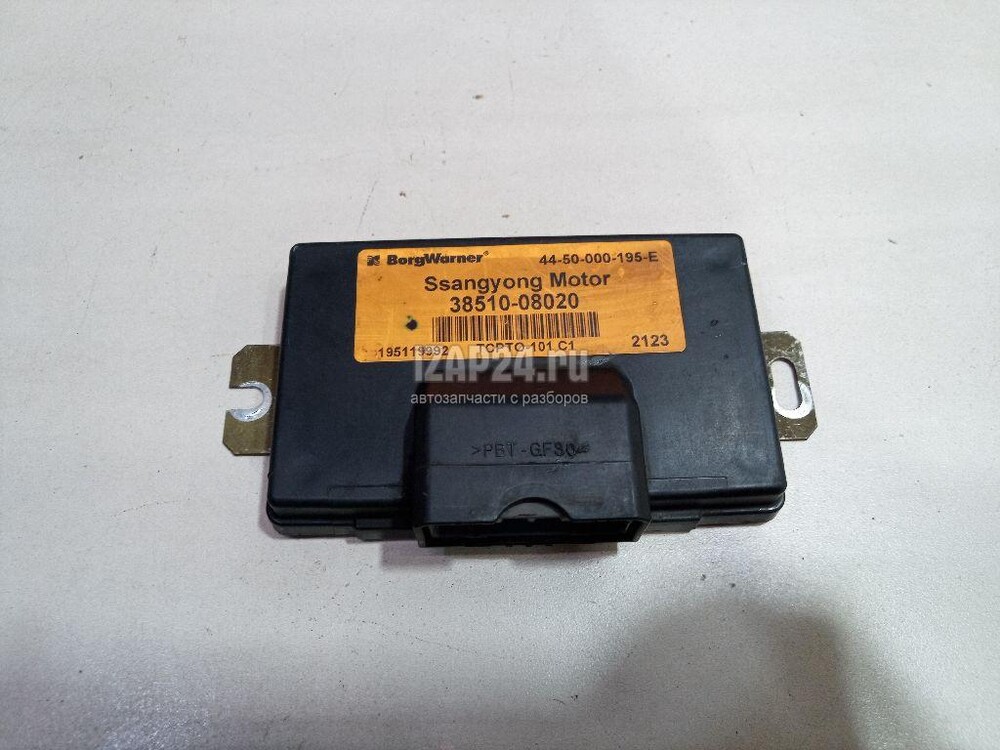 BorgWarner 44-50-000-195-E
Ssangyong Motor
38510-08020
195119992 TCPTO-101 C1 2123
IZAP24.ru
автозапчасти с разборов
>PBT-GF30<